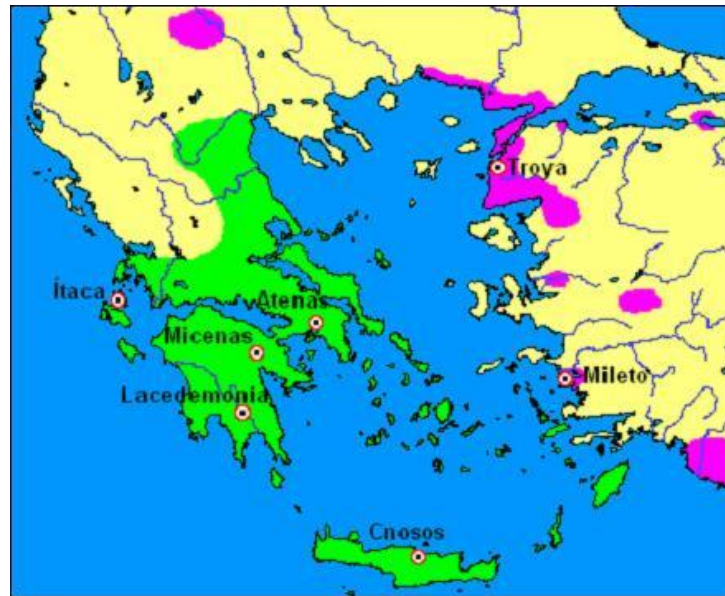 Troya
Ítaca
Atenas
Micenas
Mileto
Lacedemonia
Cnosos